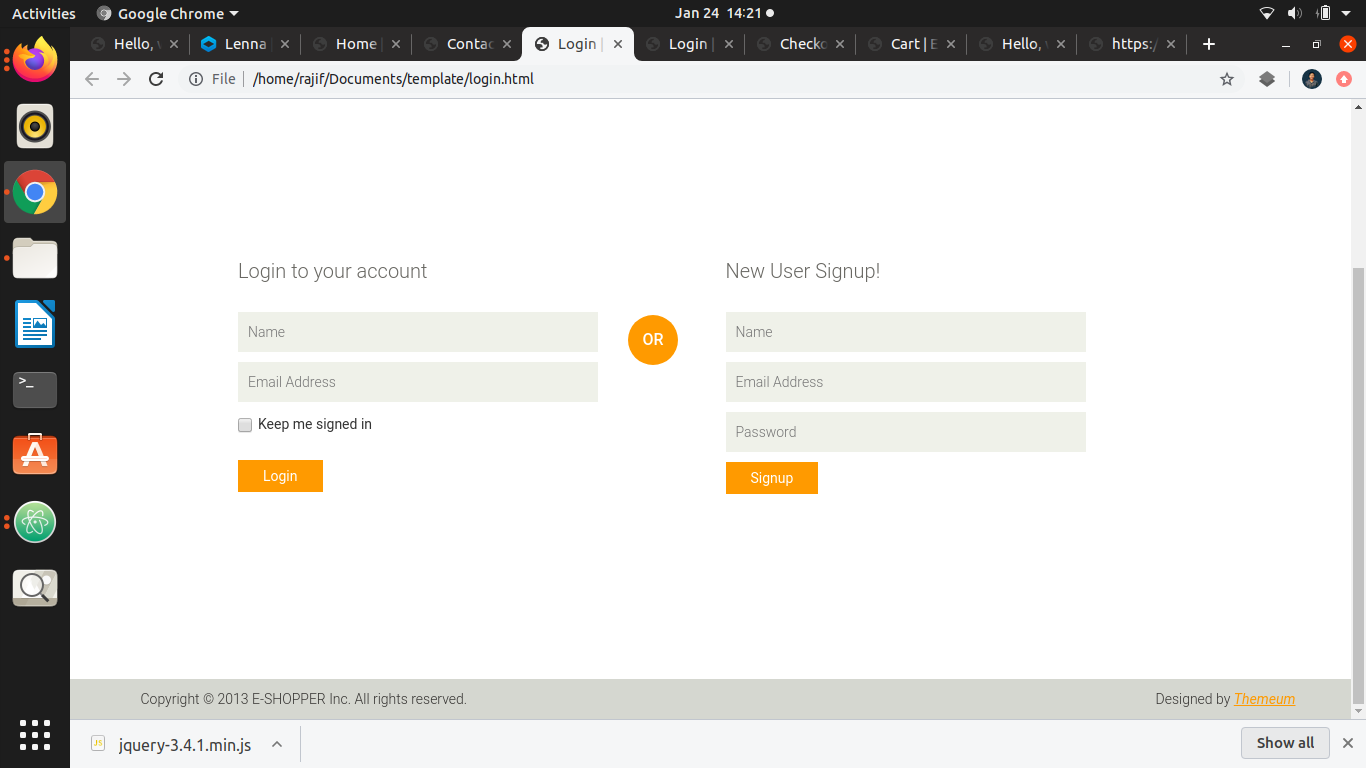 Activities Google Chrome Jan 24 14:21
Hello, Lenna Home Contac Login | Login | Checko Cart | E Hello, https:/
File /home/rajif/Documents/template/login.html
Login to your account
Name
Email Address
Keep me signed in
Login
OR
New User Signup!
Name
Email Address
Password
Signup
Copyright © 2013 E-SHOPPER Inc. All rights reserved.
Designed by Themeum
JS jquery-3.4.1.min.js Show all